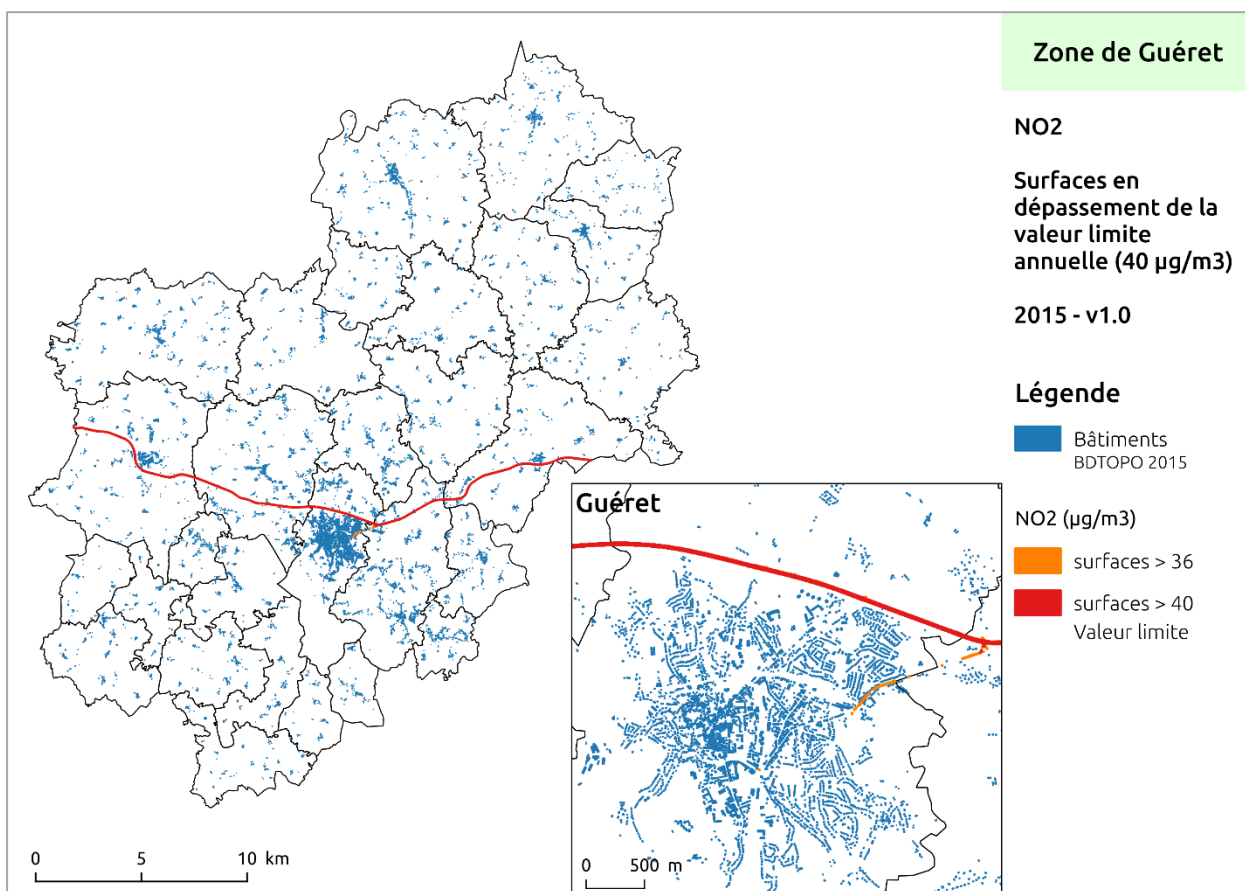 Zone de Guéret
NO2
Surfaces en
dépassement de la
valeur limite
annuelle (40 µg/m3)
2015 - v1.0
Légende
Bâtiments
BDTOPO 2015
NO2 (µg/m3)
surfaces > 36
surfaces > 40
Valeur limite
Guéret
0 500 m
0 5 10 km